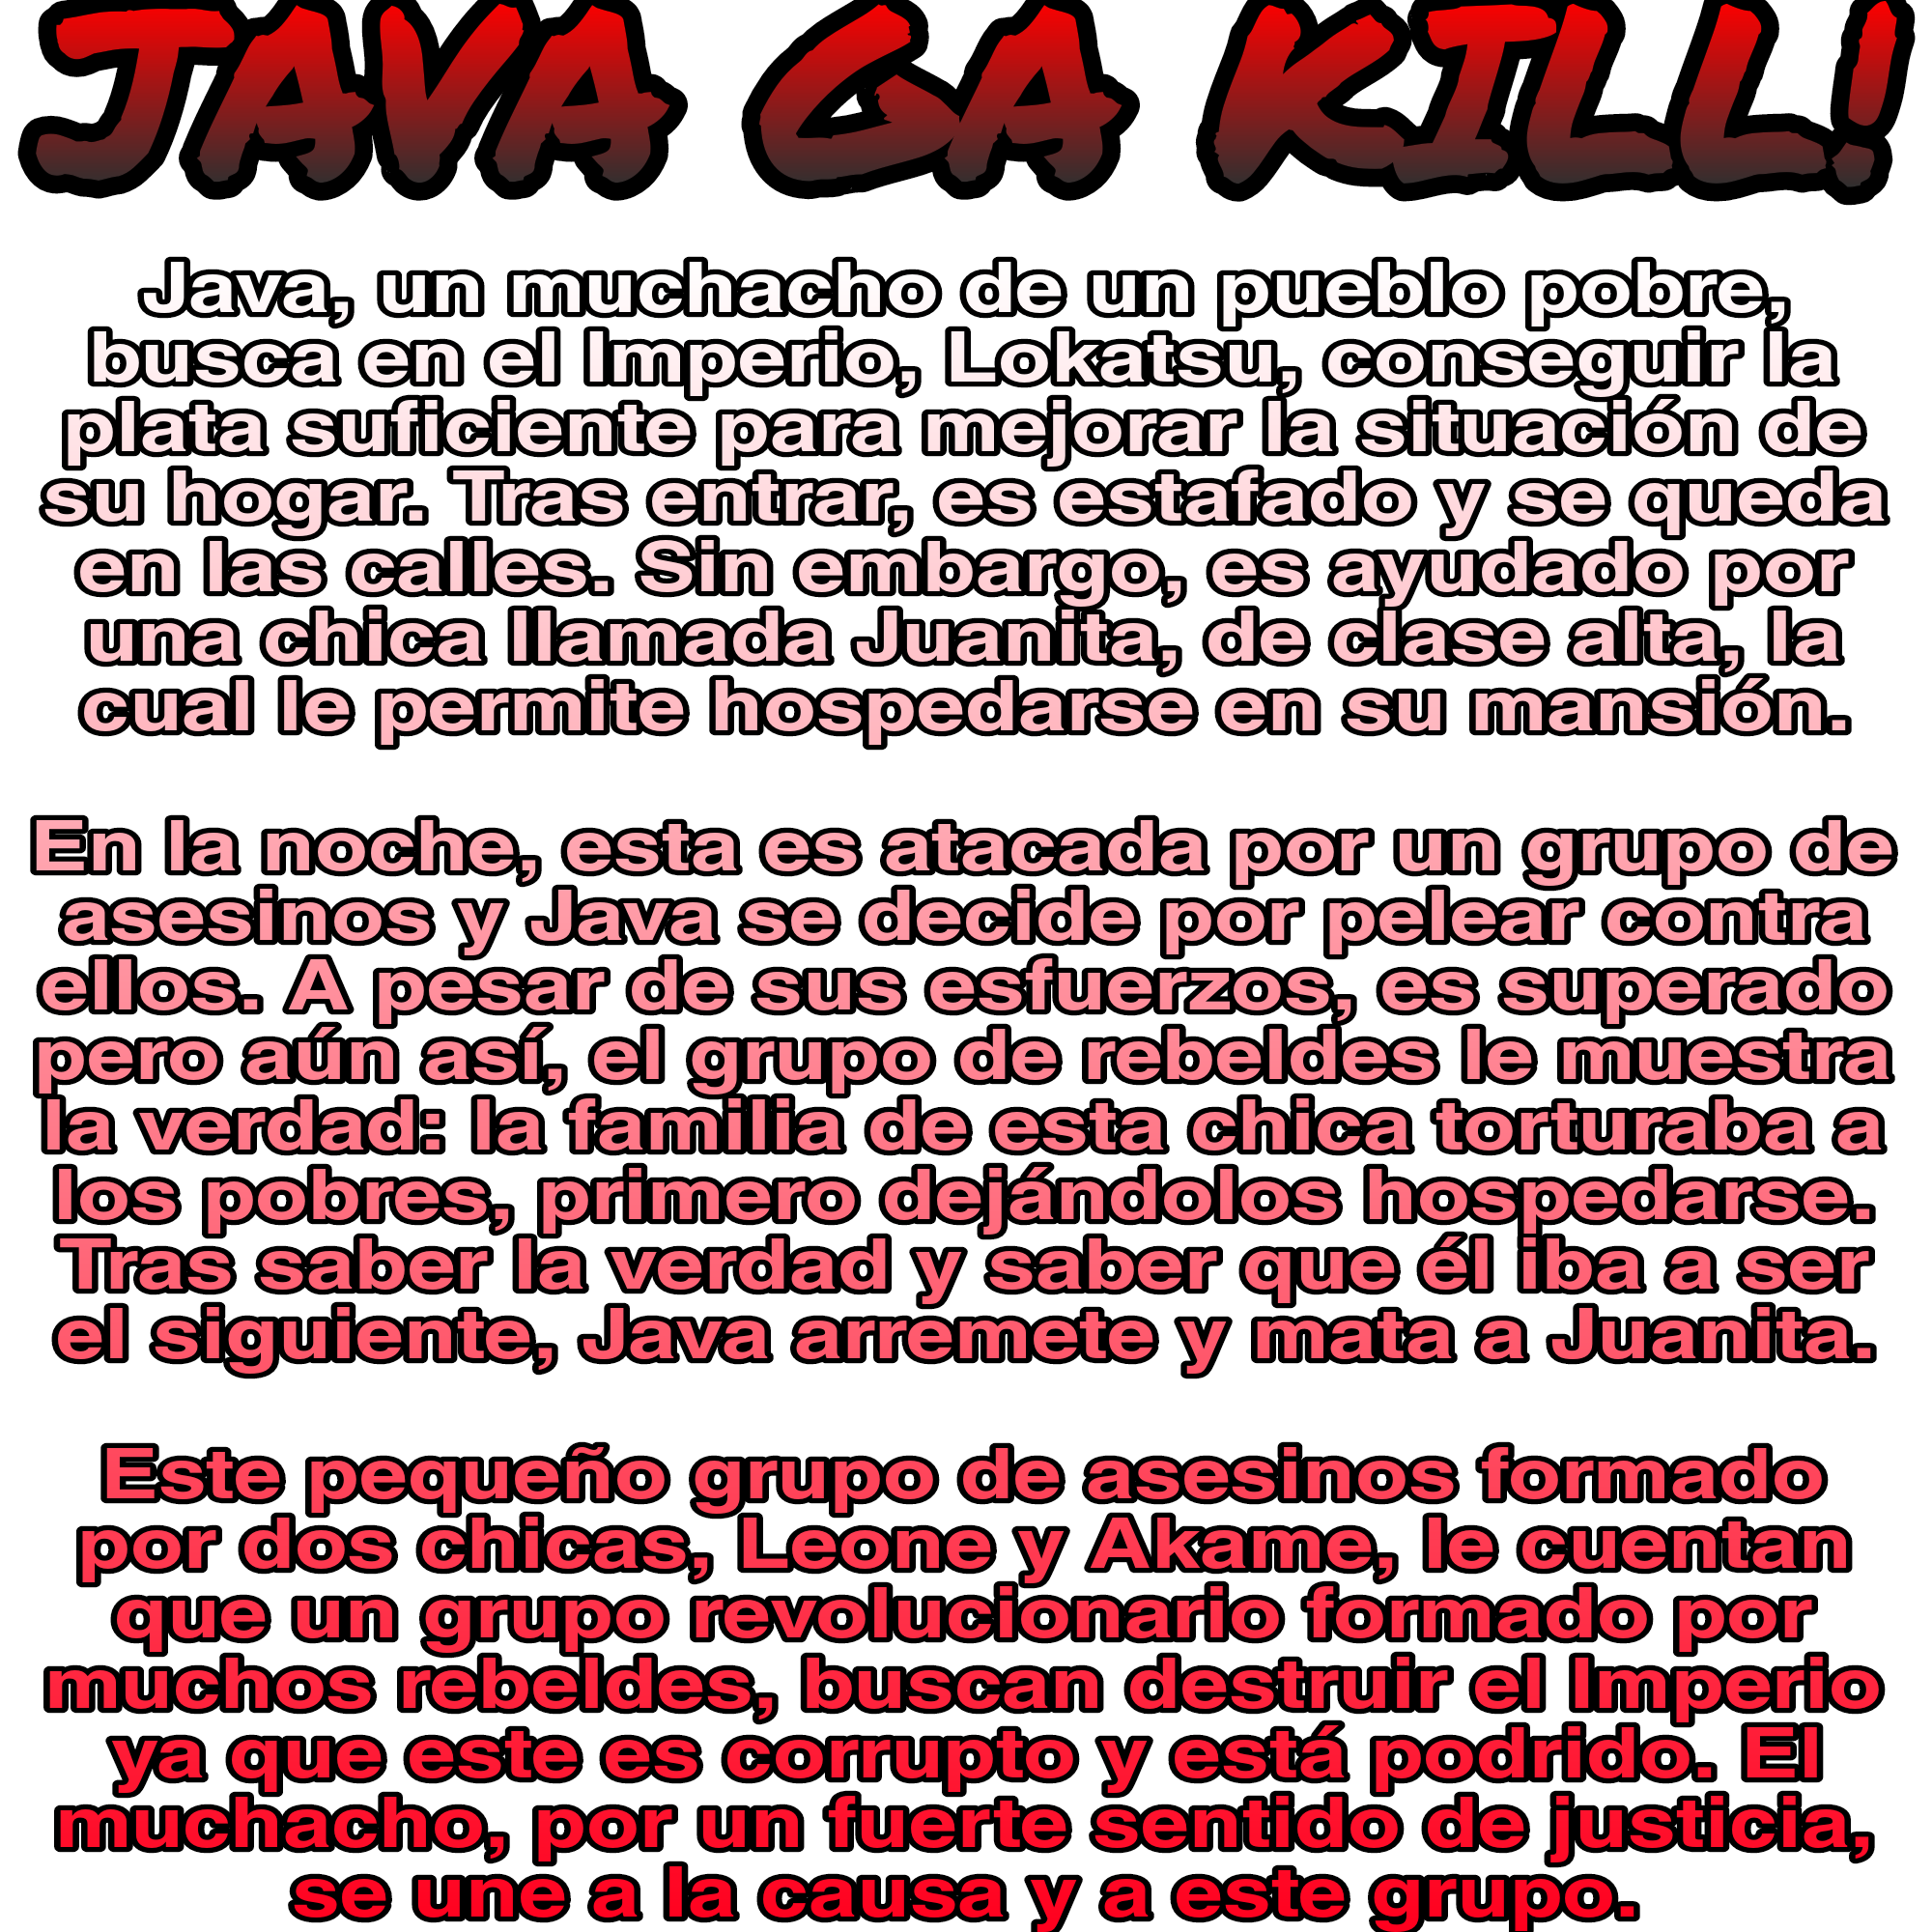 JAVA GA KILL!
Java, un muchacho de un pueblo pobre,
busca en el Imperio, Lokatsu, conseguir la
plata suficiente para mejorar la situación de
su hogar. Tras entrar, es estafado y se queda
en las calles. Sin embargo, es ayudado por
una chica llamada Juanita, de clase alta, la
cual le permite hospedarse en su mansión.
En la noche, esta es atacada por un grupo de
asesinos y Java se decide por pelear contra
ellos. A pesar de sus esfuerzos, es superado
pero aún así, el grupo de rebeldes le muestra
la verdad: la familia de esta chica torturaba a
los pobres, primero dejándolos hospedarse.
Tras saber la verdad y saber que él iba a ser
el siguiente, Java arremete y mata a Juanita.
Este pequeño grupo de asesinos formado
por dos chicas, Leone y Akame, le cuentan
que un grupo revolucionario formado por
muchos rebeldes, buscan destruir el Imperio
ya que este es corrupto y está podrido. El
muchacho, por un fuerte sentido de justicia,
se une a la causa y a este grupo.